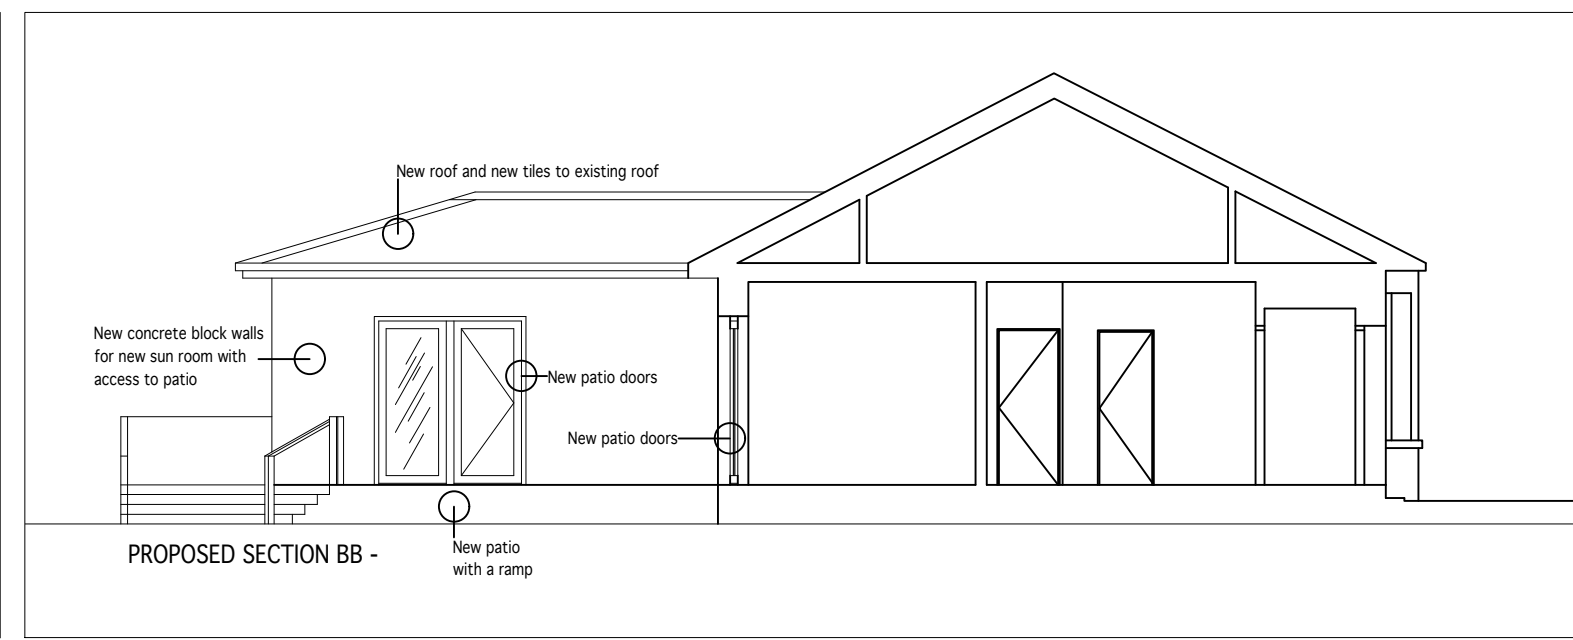 New roof and new tiles to existing roof
New concrete block walls
for new sun room with
access to patio
New patio doors
New patio doors
New patio
with a ramp
PROPOSED SECTION BB -